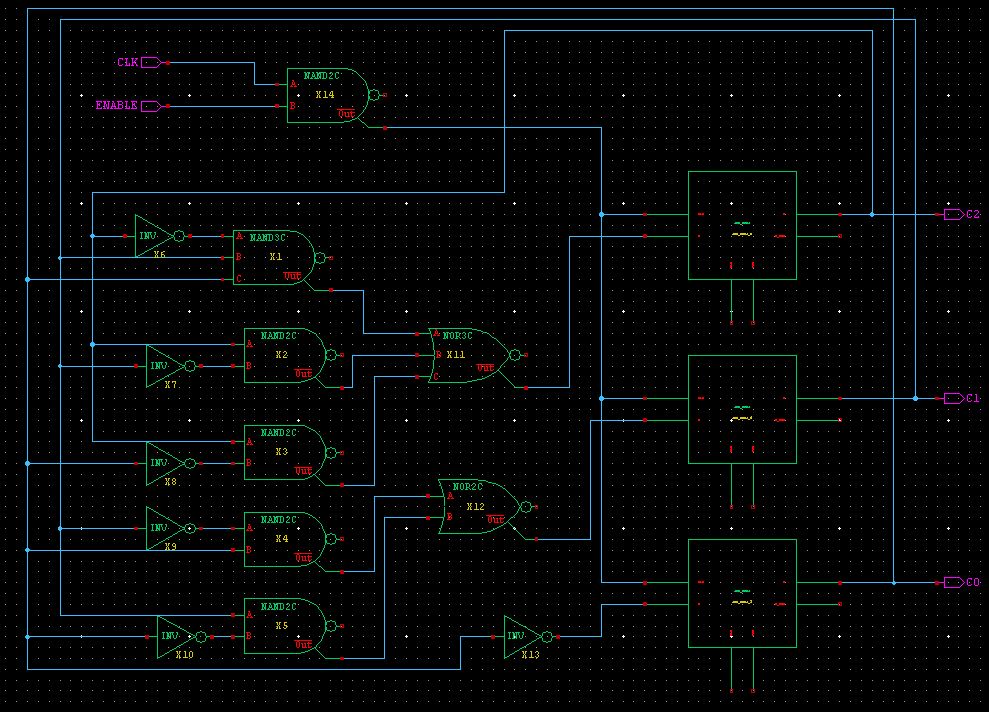 CLK
NAND2C
A
X14
ENABLE
B
Out
C2
INV
X6
NAND3C
A
B
X1
C
Out
NAND2C
A
X2
INV
B
X7
Out
NOR3C
A
B
X11
C
Out
C1
NAND2C
A
X3
INV
B
X8
Out
NOR2C
A
X12
B
Out
INV
X9
NAND2C
A
X4
B
Out
C0
NAND2C
A
X5
INV
B
X10
Out
INV
X13